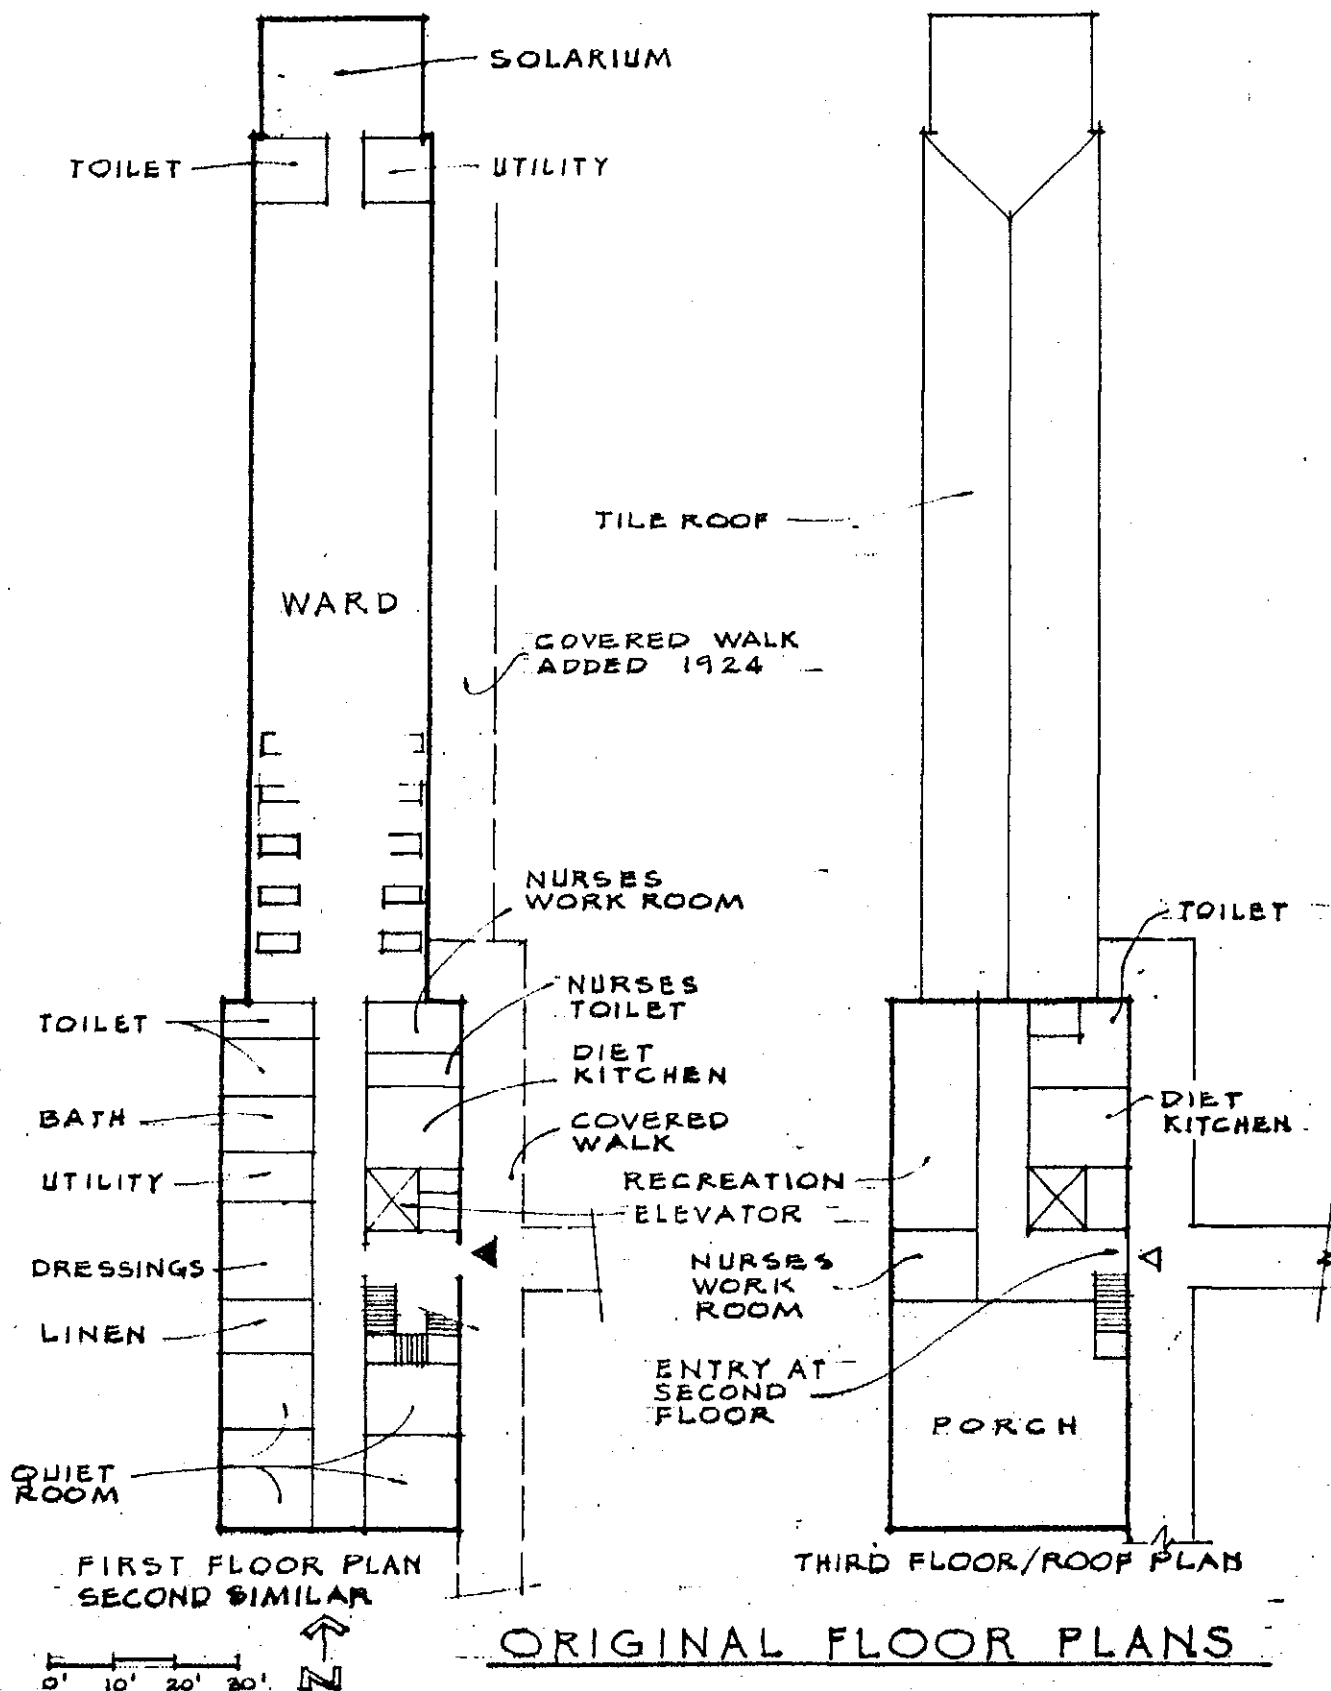 SOLARIUM
TOILET
UTILITY
TILE ROOF
WARD
COVERED WALK
ADDED 1924
NURSES
WORK ROOM
TOILET
NURSES
TOILET
TOILET
DIET
KITCHEN
DIET
KITCHEN
BATH
COVERED
WALK
UTILITY
RECREATION
ELEVATOR
DRESSINGS
NURSES
WORK
ROOM
LINEN
ENTRY AT
SECOND
FLOOR
PORCH
QUIET
ROOM
FIRST FLOOR PLAN
SECOND SIMILAR
THIRD FLOOR/ROOF PLAN
ORIGINAL FLOOR PLANS
0' 10' 20' 30'
N